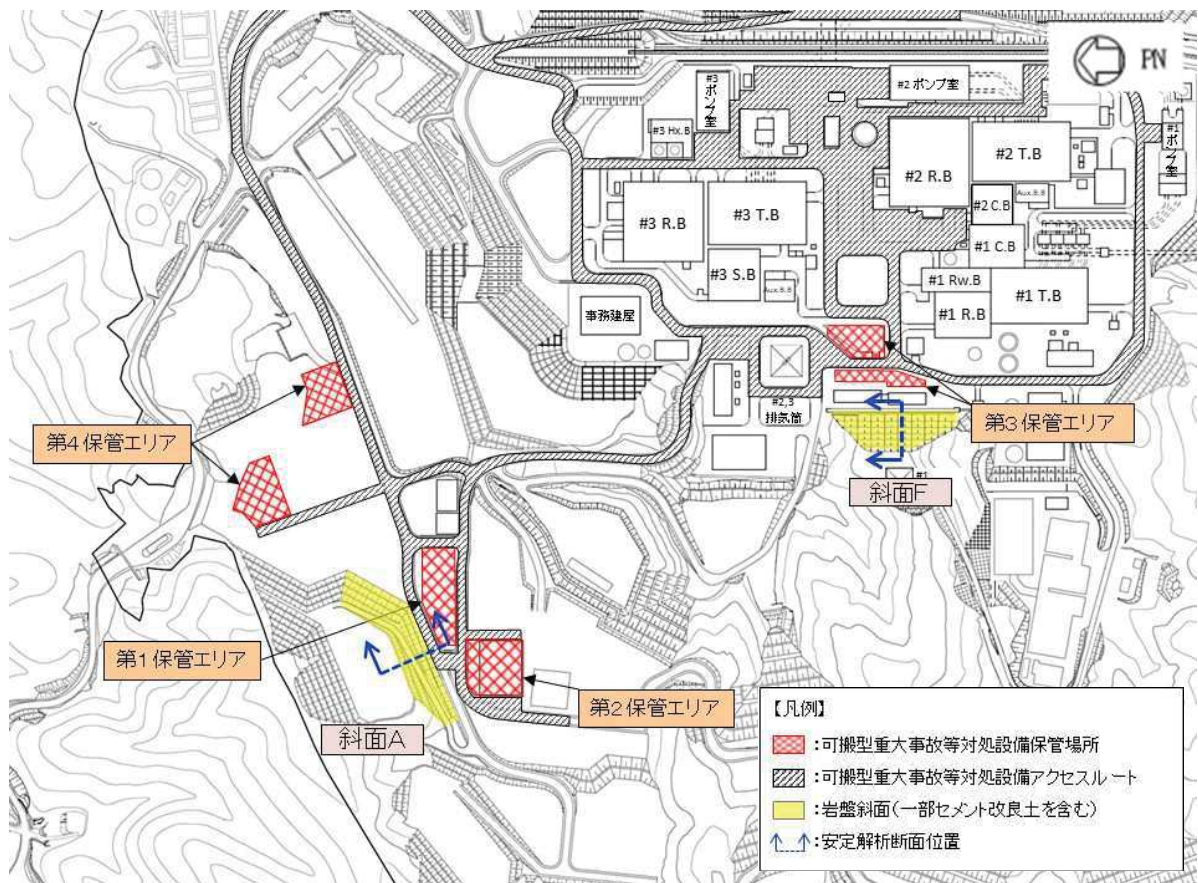 PN
#3 ポンプ室
#2 ポンプ室
#1 ポンプ室
#3 Hx.B
#2 T.B
#2 R.B
Aux.B.B
#2 C.B
#3 R.B
#3 T.B
#1 C.B
#3 S.B
Aux.B.B
#1 Rw.B
#1 T.B
#1 R.B
事務建屋
#2,3
排気筒
第3保管エリア
第4保管エリア
#1
斜面F
第1保管エリア
第2保管エリア
斜面A
【凡例】
:可搬型重大事故等対処設備保管場所
:可搬型重大事故等対処設備アクセスルート
:岩盤斜面(一部セメント改良土を含む)
:安定解析断面位置